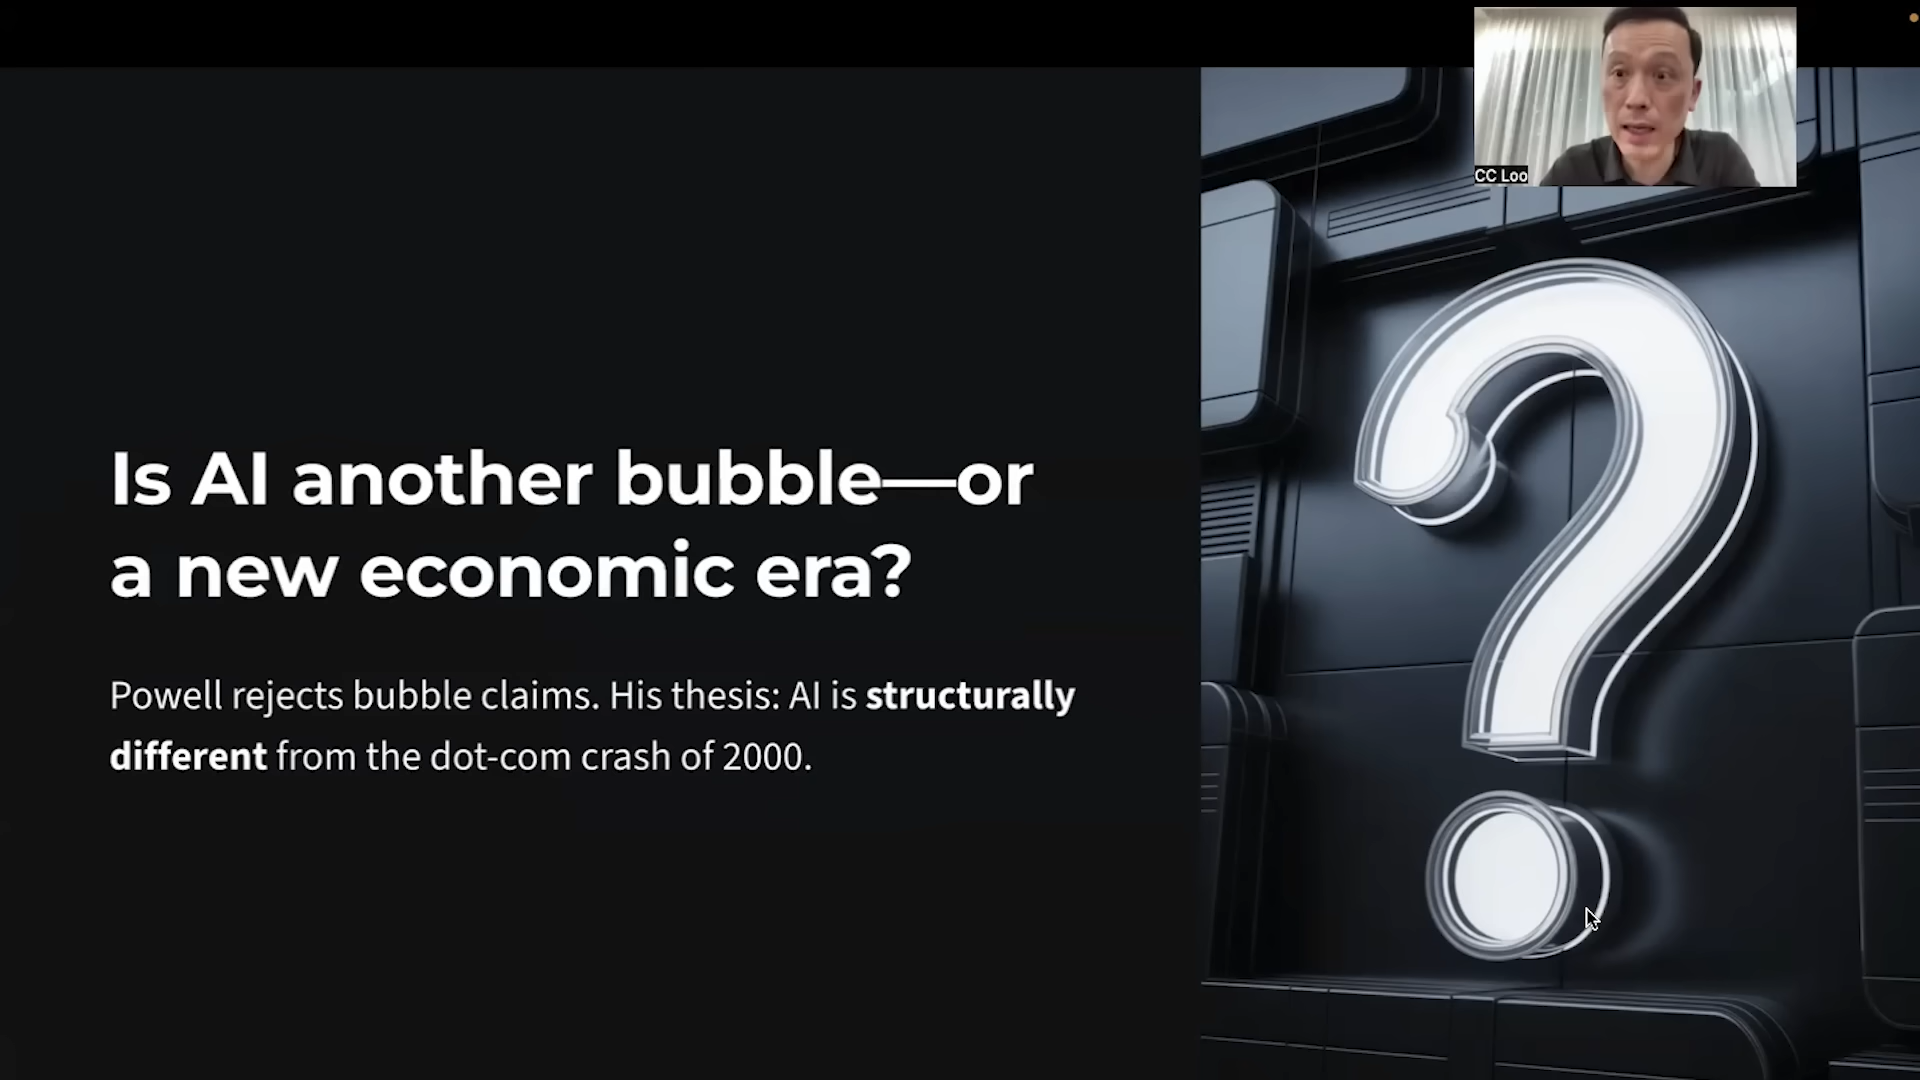 CC Loo
Is AI another bubble—or
a new economic era?
Powell rejects bubble claims. His thesis: AI is structurally
different from the dot-com crash of 2000.